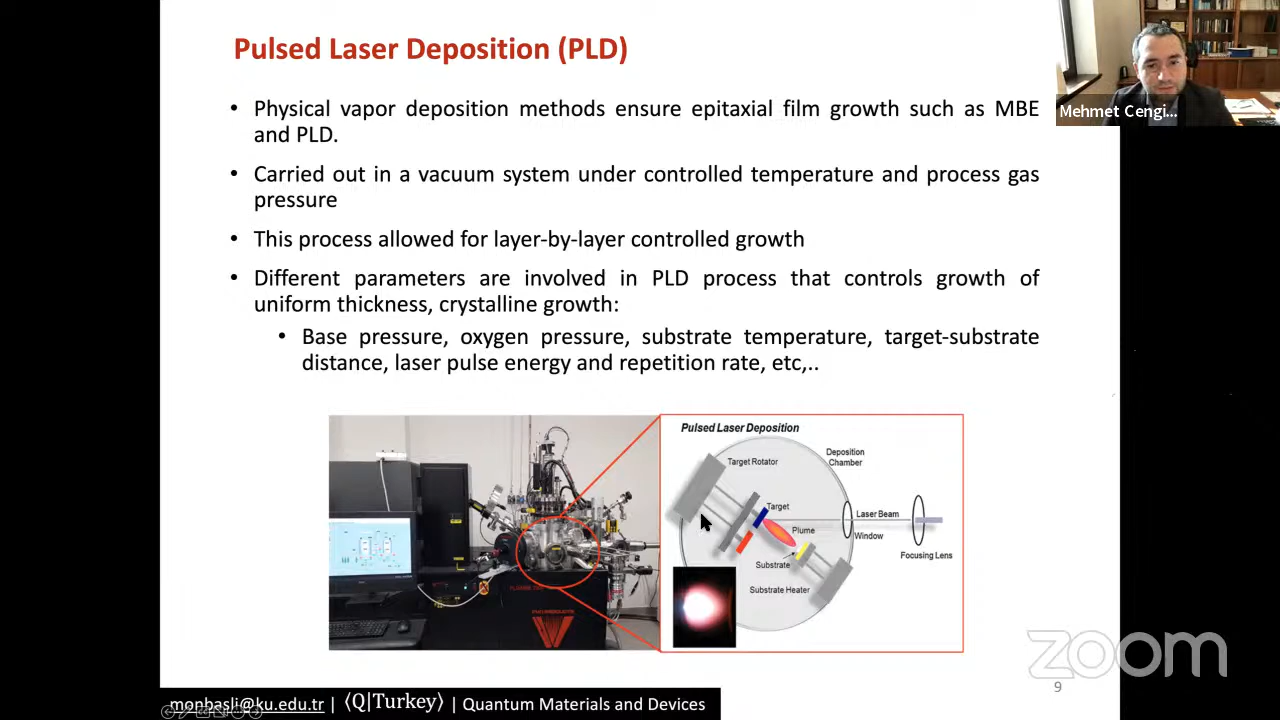 Pulsed Laser Deposition (PLD)
• Physical vapor deposition methods ensure epitaxial film growth such as MBE
and PLD.
• Carried out in a vacuum system under controlled temperature and process gas
pressure
• This process allowed for layer-by-layer controlled growth
• Different parameters are involved in PLD process that controls growth of
uniform thickness, crystalline growth:
• Base pressure, oxygen pressure, substrate temperature, target-substrate
distance, laser pulse energy and repetition rate, etc,..
Mehmet Cengi...
Pulsed Laser Deposition
Target Rotator
Deposition
Chamber
Target
Laser Beam
Plume
Window
Substrate
Focusing Lens
Substrate Heater
zoom
9
monbasli@ku.edu.tr | ⟨Q|Turkey⟩ | Quantum Materials and Devices